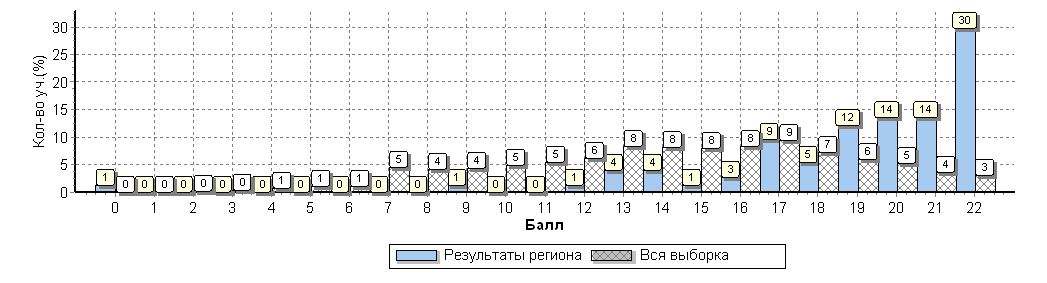 Кол-во уч.(%)
30
25
20
15
10
5
0
1 0 0 0 0 0 0 0 0 1 0 1 0 1 0 5 0 4 1 4 0 5 0 5 1 6 4 8 4 8 1 8 3 8 9 9 5 7 12 6 14 5 14 4 30 3
0 1 2 3 4 5 6 7 8 9 10 11 12 13 14 15 16 17 18 19 20 21 22
Балл
Результаты региона Вся выборка